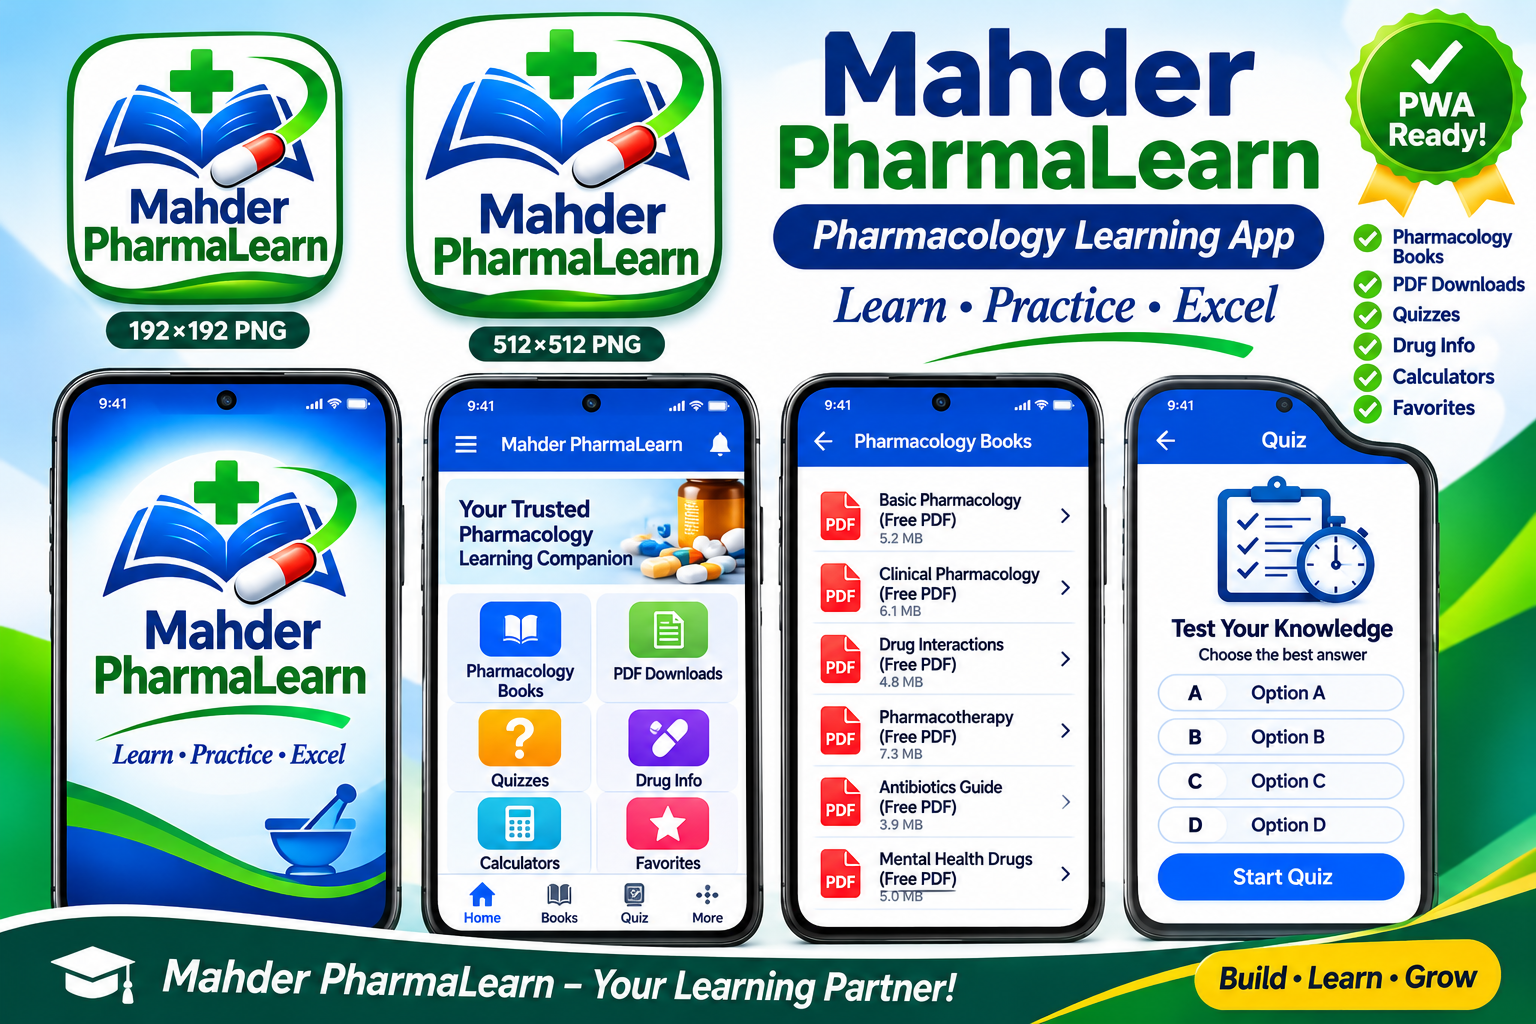 Mahder
PharmaLearn
192×192 PNG
Mahder
PharmaLearn
512×512 PNG
Mahder
PharmaLearn
Pharmacology Learning App
Learn • Practice • Excel
PWA
Ready!
Pharmacology
Books
PDF Downloads
Quizzes
Drug Info
Calculators
Favorites
9:41
Mahder
PharmaLearn
Learn • Practice • Excel
9:41
Mahder PharmaLearn
Your Trusted
Pharmacology
Learning Companion
Pharmacology
Books
PDF Downloads
Quizzes
Drug Info
Calculators
Favorites
Home
Books
Quiz
More
9:41
Pharmacology Books
PDF
Basic Pharmacology
(Free PDF)
5.2 MB
PDF
Clinical Pharmacology
(Free PDF)
6.1 MB
PDF
Drug Interactions
(Free PDF)
4.8 MB
PDF
Pharmacotherapy
(Free PDF)
7.3 MB
PDF
Antibiotics Guide
(Free PDF)
3.9 MB
PDF
Mental Health Drugs
(Free PDF)
5.0 MB
9:41
Quiz
Test Your Knowledge
Choose the best answer
A Option A
B Option B
C Option C
D Option D
Start Quiz
Mahder PharmaLearn – Your Learning Partner!
Build • Learn • Grow